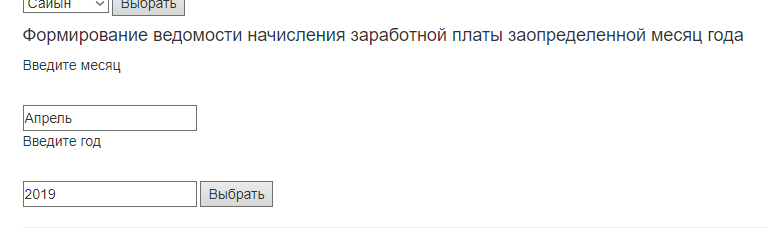 Сайын Выбрать
Формирование ведомости начисления заработной платы заопределенной месяц года
Введите месяц
Апрель
Введите год
2019 Выбрать